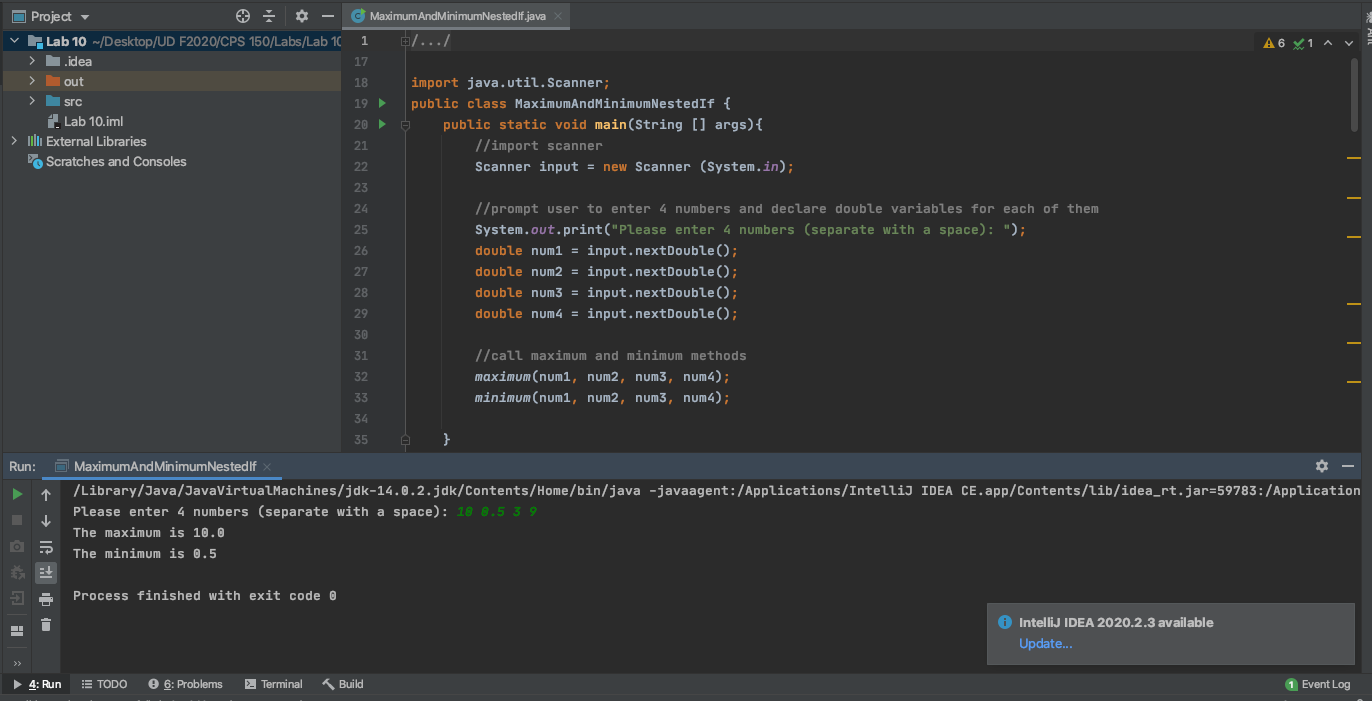 Project
MaximumAndMinimumNestedIf.java
Lab 10 ~/Desktop/UD F2020/CPS 150/Labs/Lab 10
.idea
out
src
Lab 10.iml
External Libraries
Scratches and Consoles
6 1
1 /.../
17
18 import java.util.Scanner;
19 public class MaximumAndMinimumNestedIf {
20 public static void main(String [] args){
21 //import scanner
22 Scanner input = new Scanner (System.in);
23
24 //prompt user to enter 4 numbers and declare double variables for each of them
25 System.out.print("Please enter 4 numbers (separate with a space): ");
26 double num1 = input.nextDouble();
27 double num2 = input.nextDouble();
28 double num3 = input.nextDouble();
29 double num4 = input.nextDouble();
30
31 //call maximum and minimum methods
32 maximum(num1, num2, num3, num4);
33 minimum(num1, num2, num3, num4);
34
35 }
Run: MaximumAndMinimumNestedIf
/Library/Java/JavaVirtualMachines/jdk-14.0.2.jdk/Contents/Home/bin/java -javaagent:/Applications/IntelliJ IDEA CE.app/Contents/lib/idea_rt.jar=59783:/Application
Please enter 4 numbers (separate with a space): 10 0.5 3 9
The maximum is 10.0
The minimum is 0.5
Process finished with exit code 0
IntelliJ IDEA 2020.2.3 available
Update...
4: Run TODO 6: Problems Terminal Build 1 Event Log